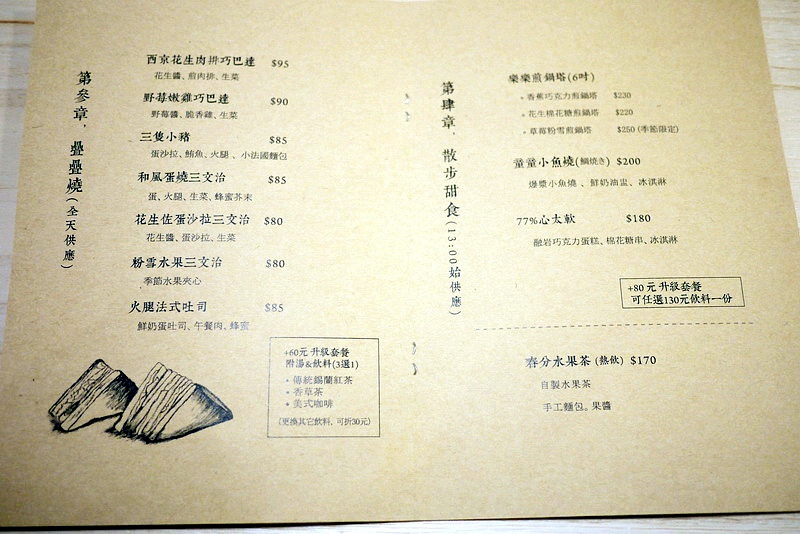 第參章．疊疊燒(全天供應)
西京花生肉排巧巴達 $95
花生醬、煎肉排、生菜
野莓嫩雞巧巴達 $90
野莓醬、脆香雞、生菜
三隻小豬 $85
蛋沙拉、鮪魚、火腿、小法國麵包
和風蛋燒三文治 $85
蛋、火腿、生菜、蜂蜜芥末
花生佐蛋沙拉三文治 $80
花生醬、蛋沙拉、生菜
粉雪水果三文治 $80
季節水果夾心
火腿法式吐司 $85
鮮奶蛋吐司、午餐肉、蜂蜜
+60元 升級套餐
附湯&飲料(3選1)
• 傳統錫蘭紅茶
• 香草茶
• 美式咖啡
(更換其它飲料, 可折30元)
第肆章．散步甜食(13:00始供應)
樂樂煎鍋塔(6吋)
• 香蕉巧克力煎鍋塔 $230
• 花生棉花糖煎鍋塔 $220
• 草莓粉雪煎鍋塔 $250 (季節限定)
童童小魚燒(鯛焼き) $200
爆漿小魚燒、鮮奶油盅、冰淇淋
77%心太軟 $180
融岩巧克力蛋糕、棉花糖串、冰淇淋
+80 元 升級套餐
可任選130元飲料一份
春分水果茶 (熱飲) $170
自製水果茶
手工麵包。果醬